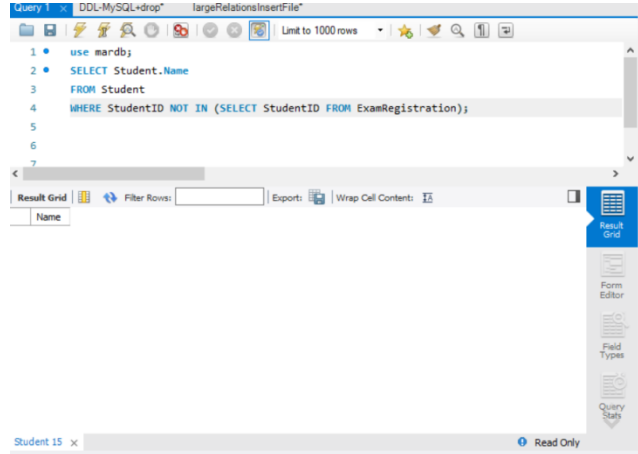 Query 1 × DDL-MySQL+drop* largeRelationsInsertFile*
Limit to 1000 rows
1 use mardb;
2 SELECT Student.Name
3 FROM Student
4 WHERE StudentID NOT IN (SELECT StudentID FROM ExamRegistration);
5
6
7
Result Grid Filter Rows: Export: Wrap Cell Content: IA
Name
Result
Grid
Form
Editor
Field
Types
Query
Stats
Student 15 × Read Only